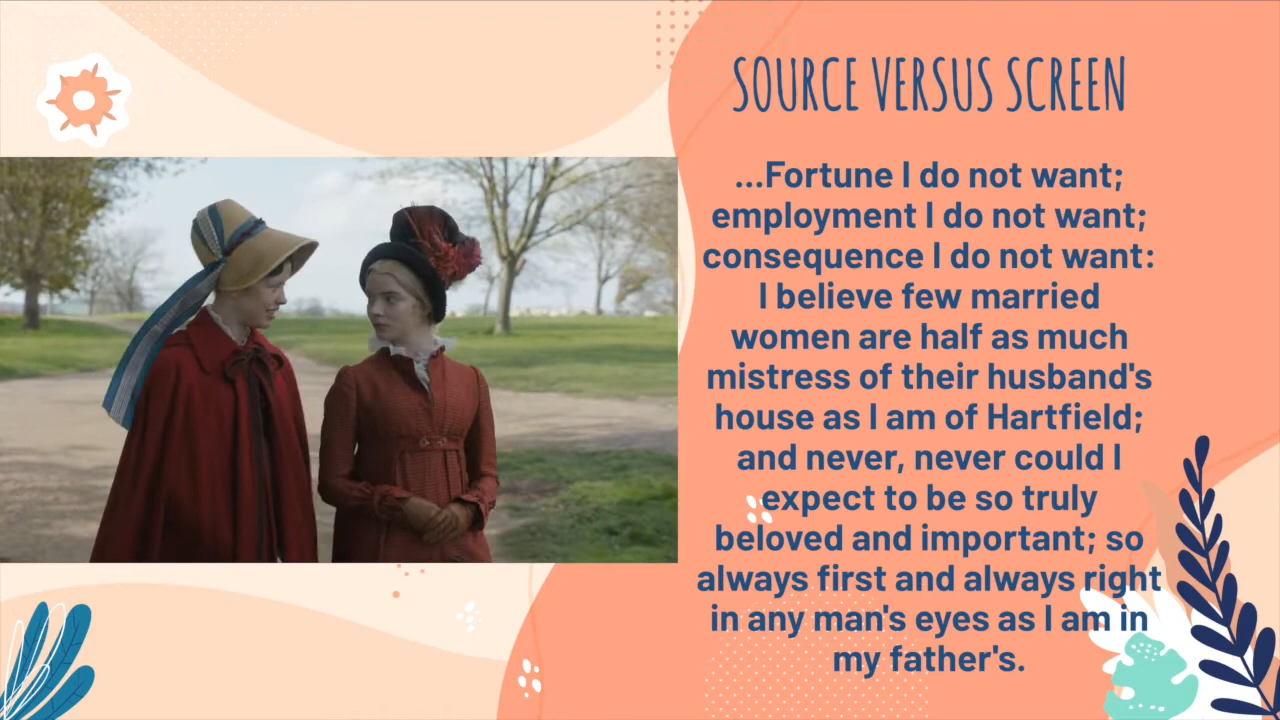 SOURCE VERSUS SCREEN
...Fortune I do not want;
employment I do not want;
consequence I do not want:
I believe few married
women are half as much
mistress of their husband's
house as I am of Hartfield;
and never, never could I
expect to be so truly
beloved and important; so
always first and always right
in any man's eyes as I am in
my father's.